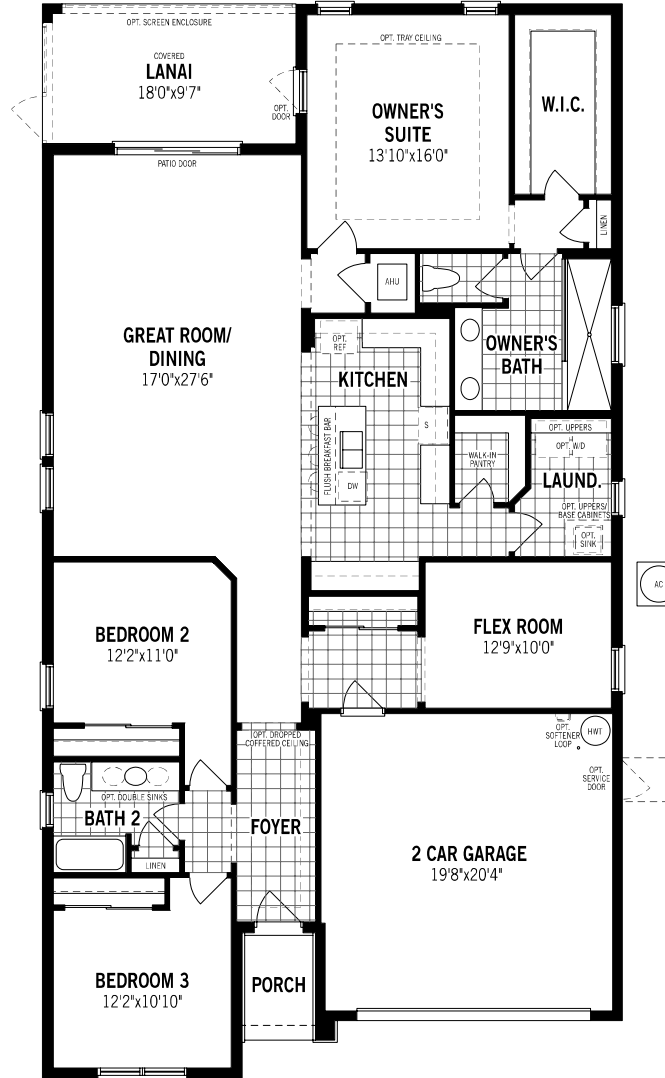 OPT. SCREEN ENCLOSURE
COVERED
LANAI
18'0"x9'7"
OPT.
DOOR
PATIO DOOR
OPT. TRAY CEILING
OWNER'S
SUITE
13'10"x16'0"
W.I.C.
LINEN
AHU
GREAT ROOM/
DINING
17'0"x27'6"
OPT.
REF
KITCHEN
OWNER'S
BATH
FLUSH BREAKFAST BAR
S
DW
WALK-IN
PANTRY
OPT. UPPERS
OPT. W/D
LAUND.
OPT. UPPERS/
BASE CABINETS
OPT.
SINK
AC
BEDROOM 2
12'2"x11'0"
FLEX ROOM
12'9"x10'0"
OPT. DROPPED
COFFERED CEILING
OPT.
SOFTENER
LOOP
HWT
OPT.
SERVICE
DOOR
OPT. DOUBLE SINKS
BATH 2
LINEN
FOYER
2 CAR GARAGE
19'8"x20'4"
BEDROOM 3
12'2"x10'10"
PORCH